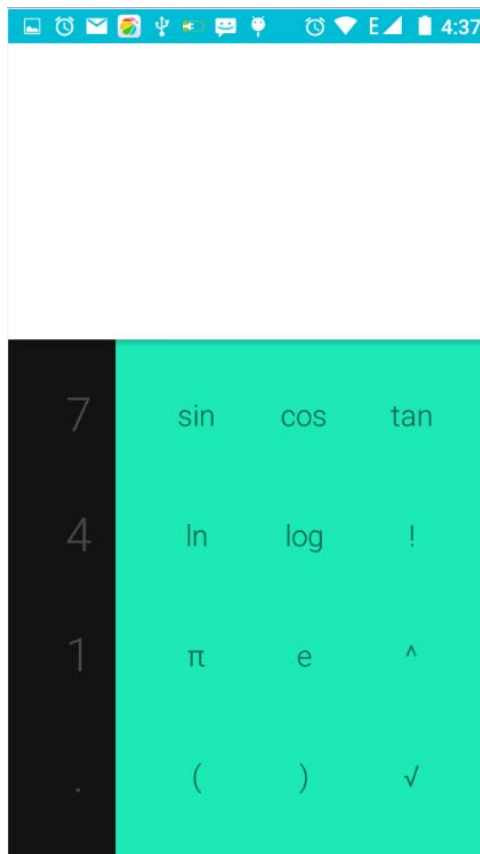 E 4:37
7 sin cos tan
4 ln log !
1 π e ^
. ( ) √